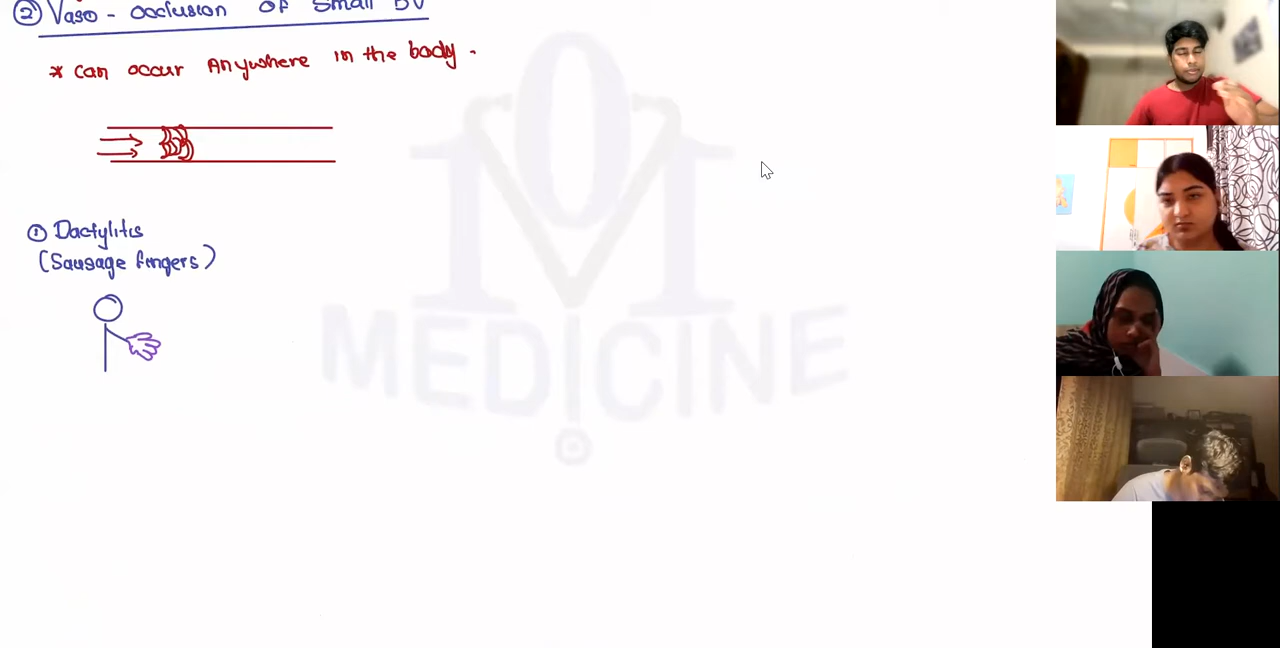 ② Vaso - occlusion of small BV
* can occur Anywhere in the body.
① Dactylitis
(Sausage fingers)
MEDICINE